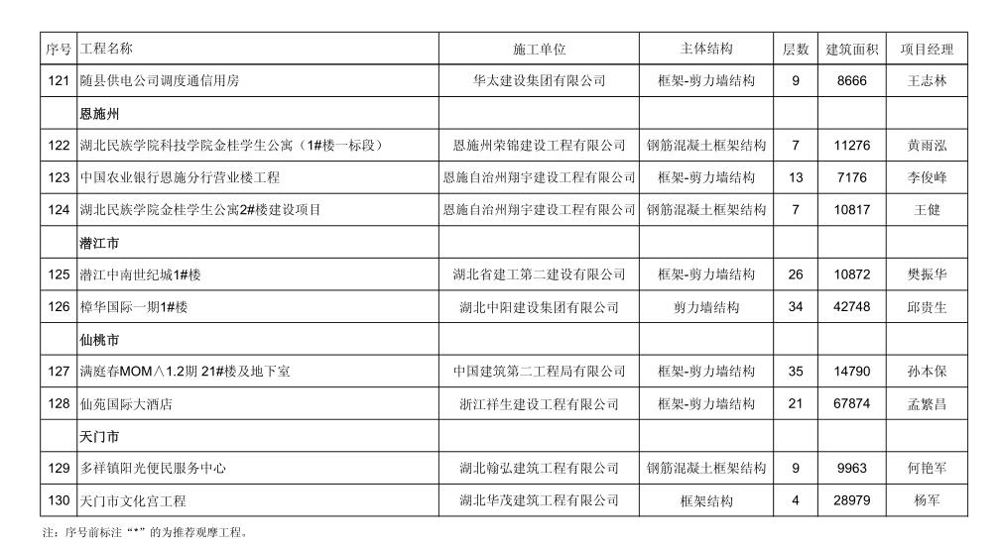 序号 工程名称 施工单位 主体结构 层数 建筑面积 项目经理
121 随县供电公司调度通信用房 华太建设集团有限公司 框架-剪力墙结构 9 8666 王志林
恩施州
122 湖北民族学院科技学院金桂学生公寓（1#楼一标段） 恩施州荣锦建设工程有限公司 钢筋混凝土框架结构 7 11276 黄雨泓
123 中国农业银行恩施分行营业楼工程 恩施自治州翔宇建设工程有限公司 框架-剪力墙结构 13 7176 李俊峰
124 湖北民族学院金桂学生公寓2#楼建设项目 恩施自治州翔宇建设工程有限公司 钢筋混凝土框架结构 7 10817 王健
潜江市
125 潜江中南世纪城1#楼 湖北省建工第二建设有限公司 框架-剪力墙结构 26 10872 樊振华
126 樟华国际一期1#楼 湖北中阳建设集团有限公司 剪力墙结构 34 42748 邱贵生
仙桃市
127 满庭春MOM∧1.2期 21#楼及地下室 中国建筑第二工程局有限公司 框架-剪力墙结构 35 14790 孙本保
128 仙苑国际大酒店 浙江祥生建设工程有限公司 框架-剪力墙结构 21 67874 孟繁昌
天门市
129 多祥镇阳光便民服务中心 湖北翰弘建筑工程有限公司 钢筋混凝土框架结构 9 9963 何艳军
130 天门市文化宫工程 湖北华茂建筑工程有限公司 框架结构 4 28979 杨军
注：序号前标注“*”的为推荐观摩工程。